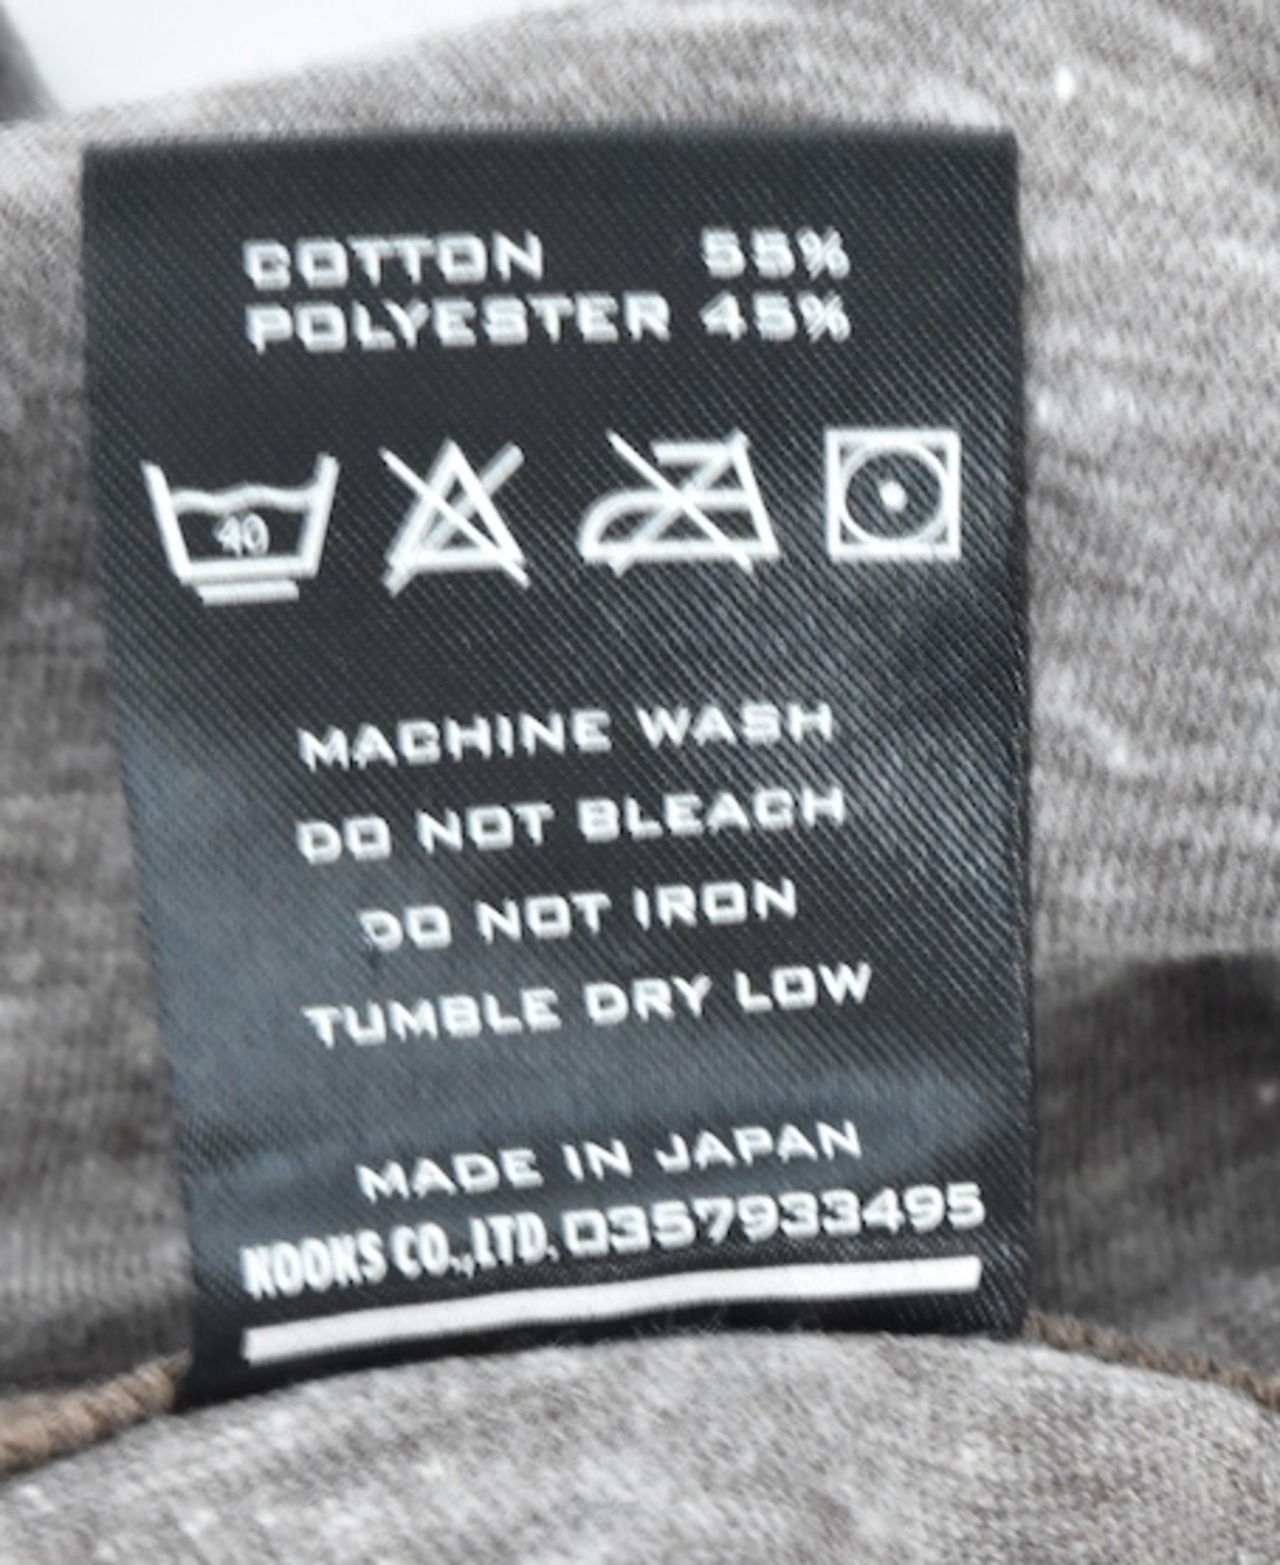 COTTON 55%
POLYESTER 45%
40
MACHINE WASH
DO NOT BLEACH
DO NOT IRON
TUMBLE DRY LOW
MADE IN JAPAN
NOOKS CO.,LTD. 0357933495